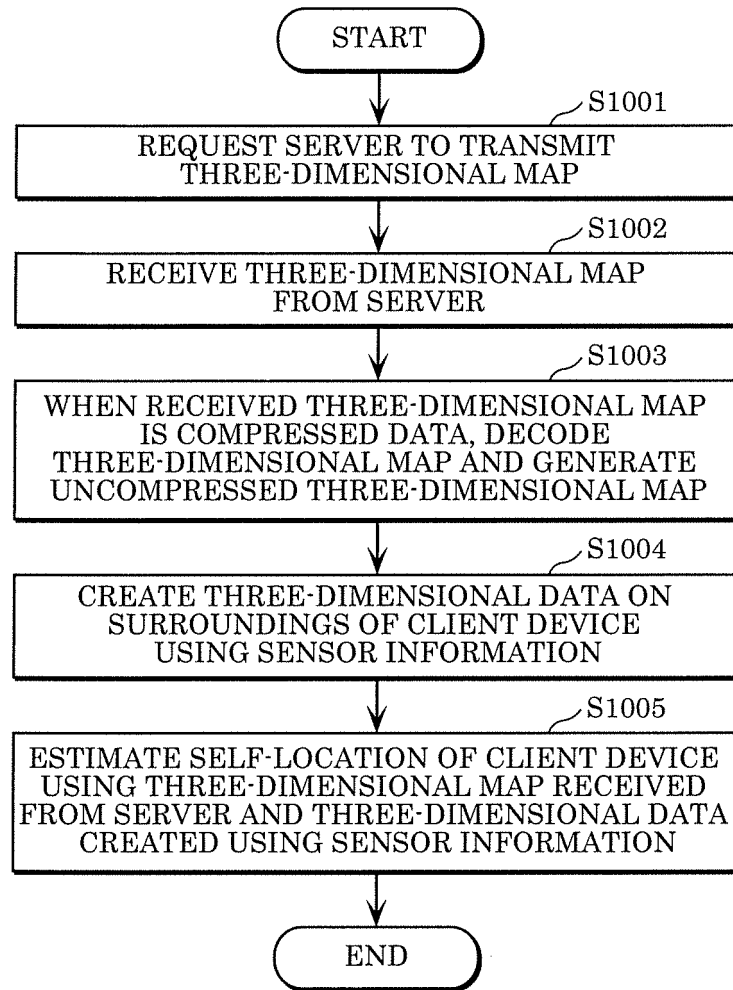 START
S1001
REQUEST SERVER TO TRANSMIT
THREE-DIMENSIONAL MAP
S1002
RECEIVE THREE-DIMENSIONAL MAP
FROM SERVER
S1003
WHEN RECEIVED THREE-DIMENSIONAL MAP
IS COMPRESSED DATA, DECODE
THREE-DIMENSIONAL MAP AND GENERATE
UNCOMPRESSED THREE-DIMENSIONAL MAP
S1004
CREATE THREE-DIMENSIONAL DATA ON
SURROUNDINGS OF CLIENT DEVICE
USING SENSOR INFORMATION
S1005
ESTIMATE SELF-LOCATION OF CLIENT DEVICE
USING THREE-DIMENSIONAL MAP RECEIVED
FROM SERVER AND THREE-DIMENSIONAL DATA
CREATED USING SENSOR INFORMATION
END